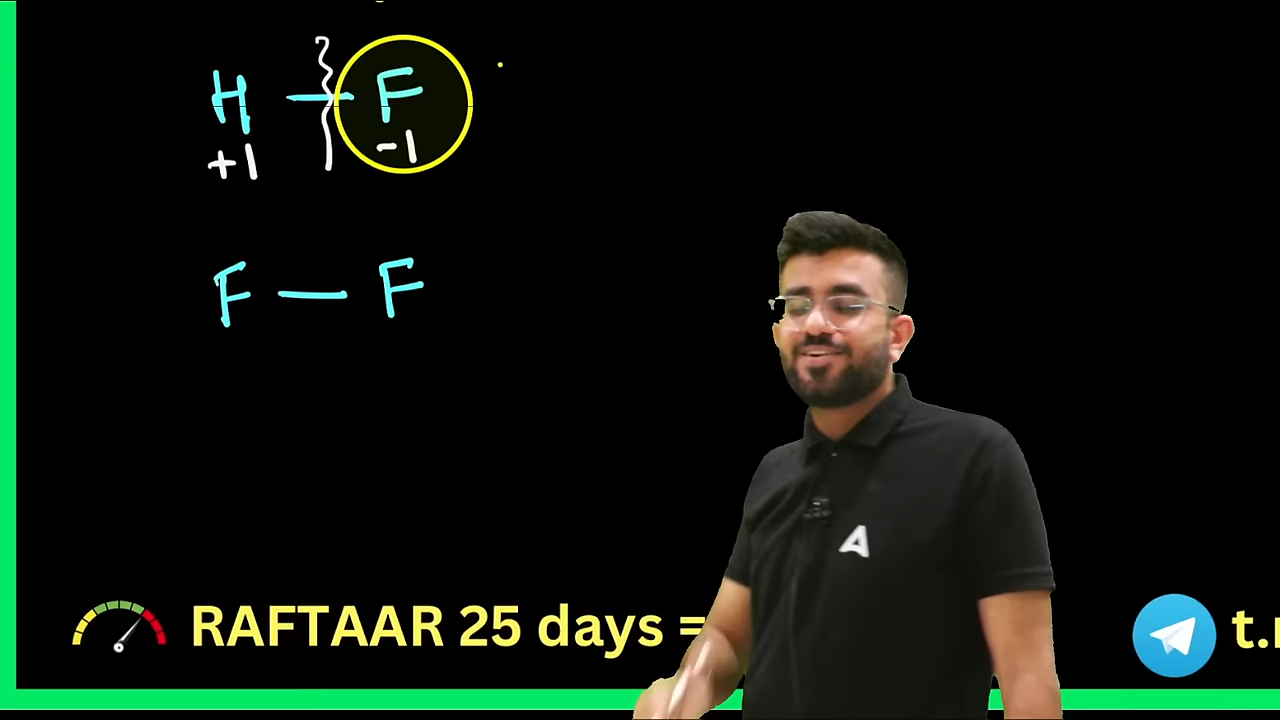 H — F
+1 -1
F — F
A
RAFTAAR 25 days =
t.